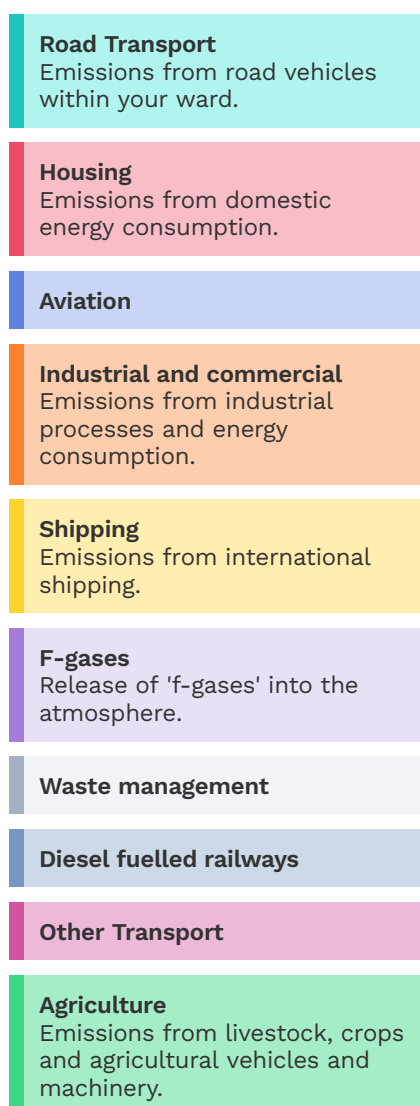 Road Transport
Emissions from road vehicles
within your ward.
Housing
Emissions from domestic
energy consumption.
Aviation
Industrial and commercial
Emissions from industrial
processes and energy
consumption.
Shipping
Emissions from international
shipping.
F-gases
Release of 'f-gases' into the
atmosphere.
Waste management
Diesel fuelled railways
Other Transport
Agriculture
Emissions from livestock, crops
and agricultural vehicles and
machinery.